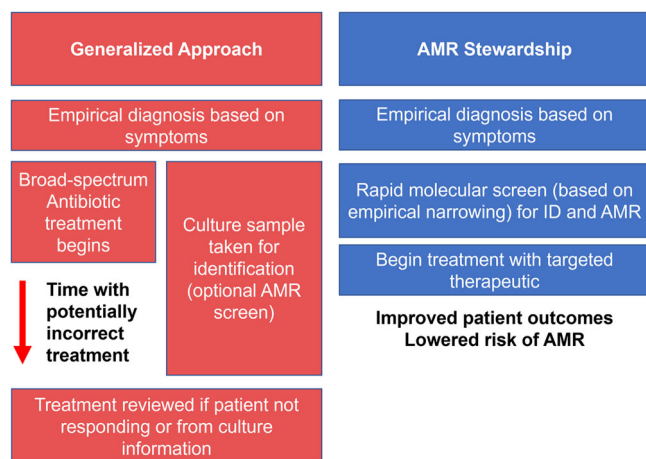 Generalized Approach
Empirical diagnosis based on
symptoms
Broad-spectrum
Antibiotic
treatment
begins
Culture sample
taken for
identification
(optional AMR
screen)
Time with
potentially
incorrect
treatment
Treatment reviewed if patient not
responding or from culture
information
AMR Stewardship
Empirical diagnosis based on
symptoms
Rapid molecular screen (based on
empirical narrowing) for ID and AMR
Begin treatment with targeted
therapeutic
Improved patient outcomes
Lowered risk of AMR